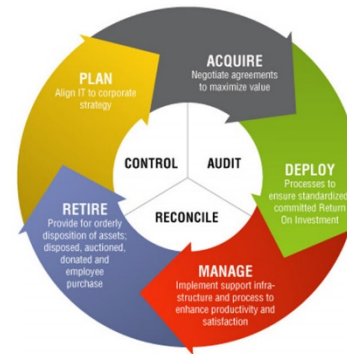 PLAN
Align IT to corporate
strategy
ACQUIRE
Negotiate agreements
to maximize value
DEPLOY
Processes to
ensure standardized,
committed Return
On Investment
MANAGE
Implement support infra-
structure and process to
enhance productivity and
satisfaction
RETIRE
Provide for orderly
disposition of assets;
disposed, auctioned,
donated and
employee
purchase
CONTROL
AUDIT
RECONCILE